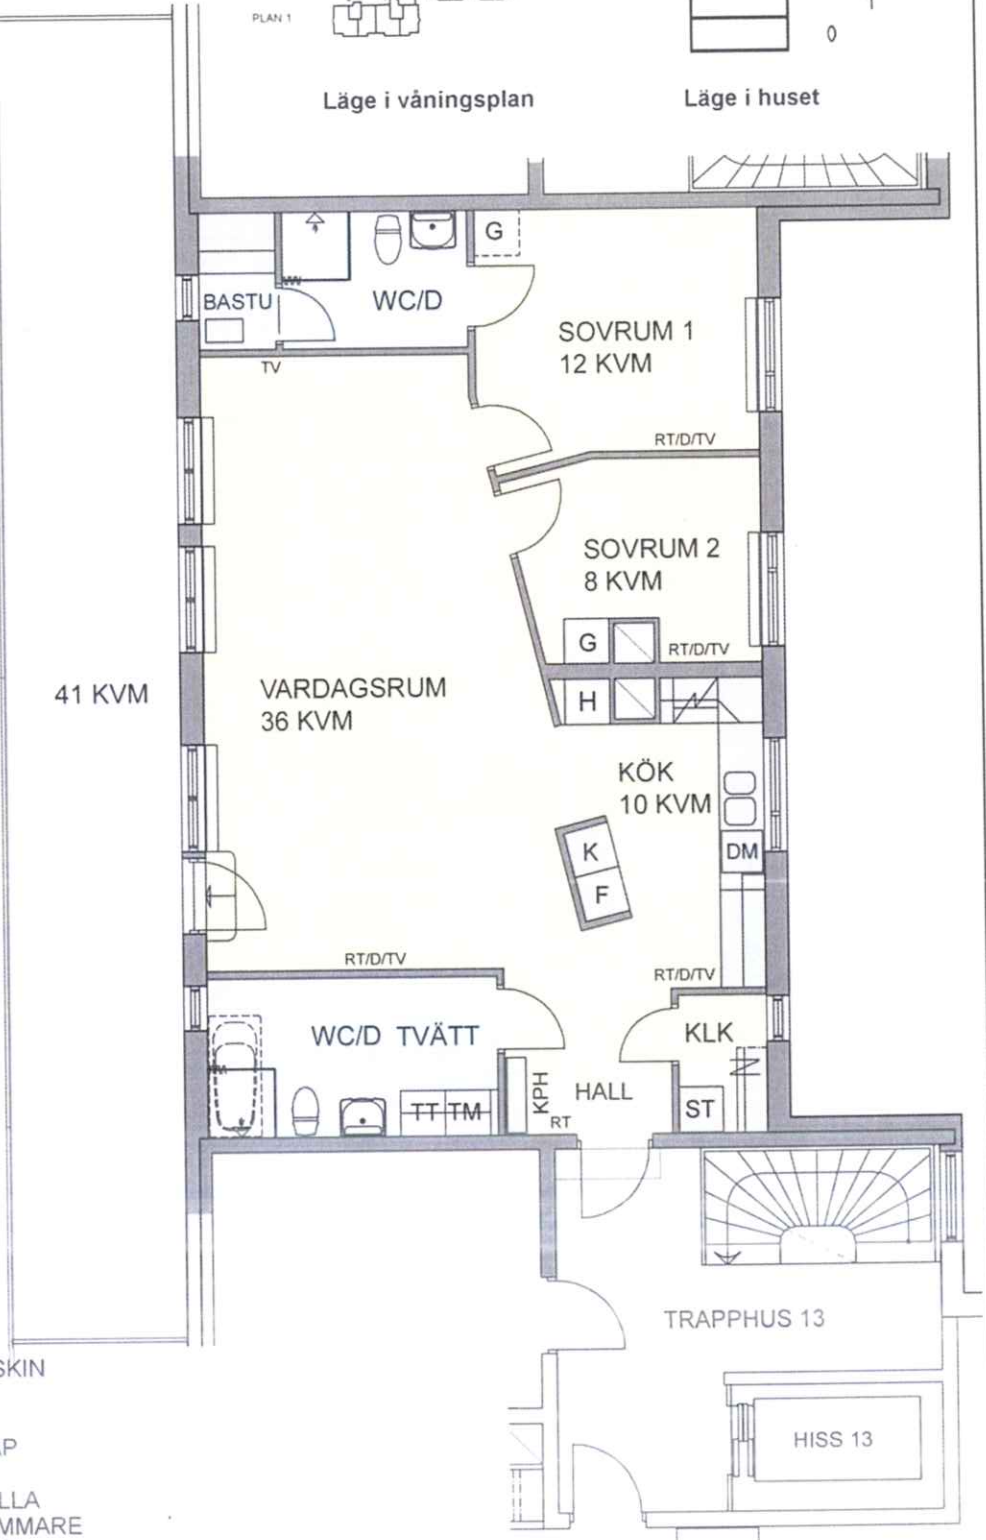 PLAN 1
0
Läge i våningsplan
Läge i huset
G
BASTU
WC/D
SOVRUM 1
12 KVM
TV
RT/D/TV
SOVRUM 2
8 KVM
G
RT/D/TV
41 KVM
VARDAGSRUM
36 KVM
H
KÖK
10 KVM
K
F
DM
RT/D/TV
RT/D/TV
WC/D TVÄTT
KLK
KPH
HALL
RT
TT TM
ST
TRAPPHUS 13
HISS 13
SKIN
AP
LLA
MMARE